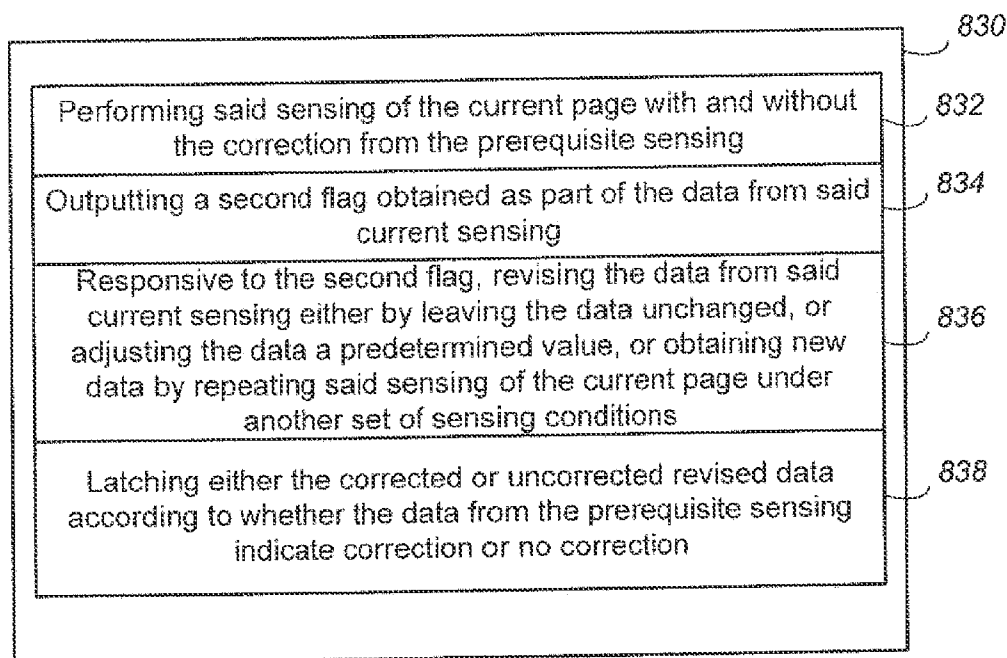 830
Performing said sensing of the current page with and without
the correction from the prerequisite sensing
832
Outputting a second flag obtained as part of the data from said
current sensing
834
Responsive to the second flag, revising the data from said
current sensing either by leaving the data unchanged, or
adjusting the data a predetermined value, or obtaining new
data by repeating said sensing of the current page under
another set of sensing conditions
836
Latching either the corrected or uncorrected revised data
according to whether the data from the prerequisite sensing
indicate correction or no correction
838